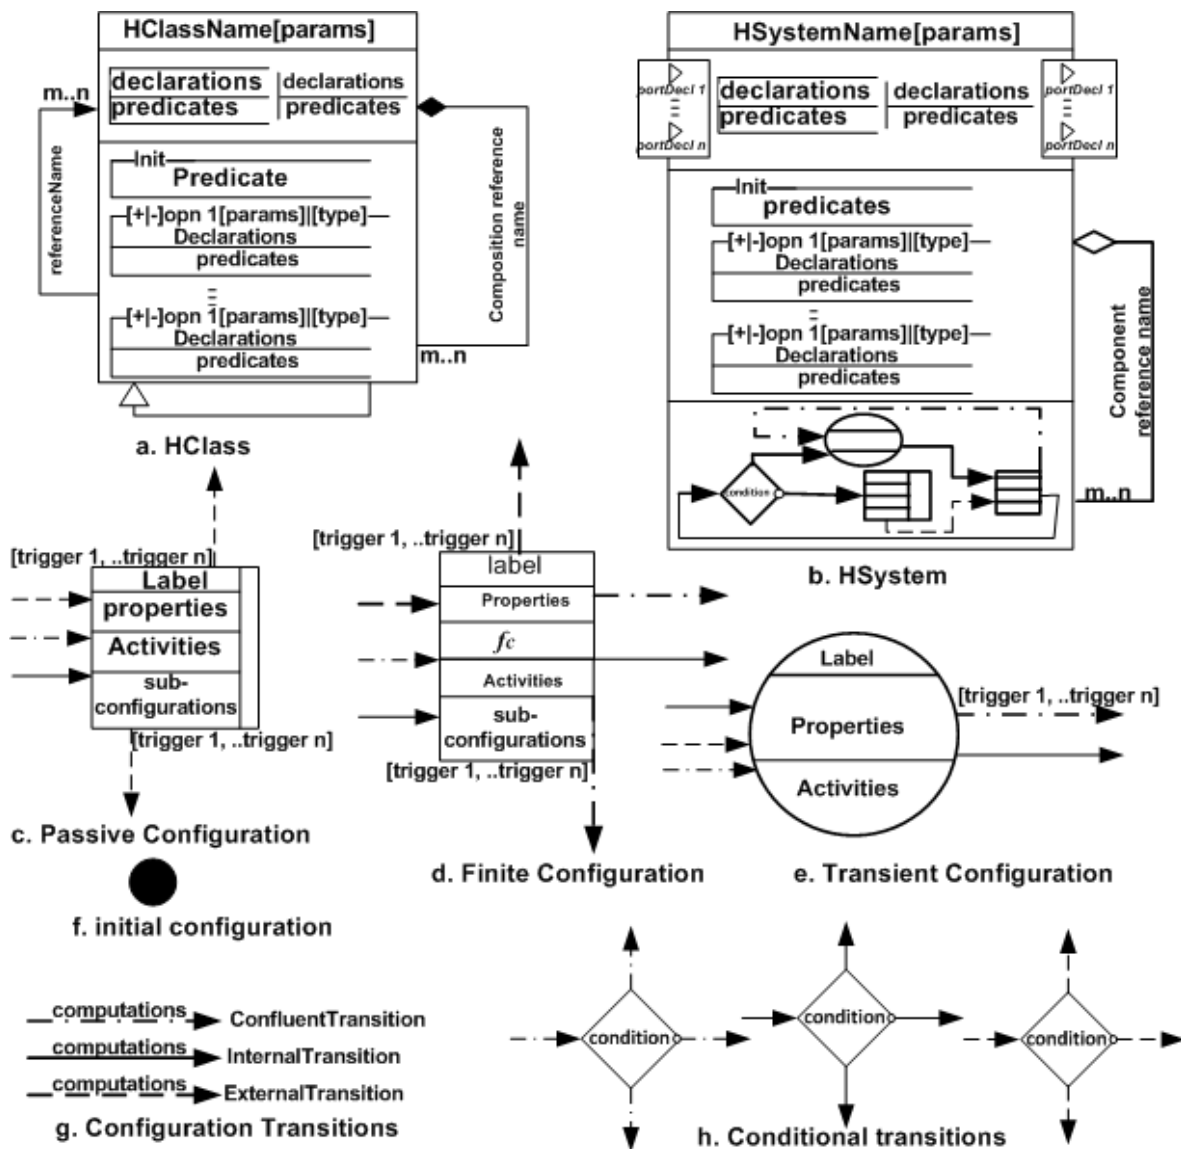 HClassName[params]
declarations
predicates
declarations
predicates
m..n
referenceName
Composition reference
name
Init
Predicate
[+|-]opn 1[params]|[type]
Declarations
predicates
[+|-]opn 1[params]|[type]
Declarations
predicates
m..n
a. HClass
HSystemName[params]
portDecl 1
portDecl n
declarations
predicates
declarations
predicates
portDecl 1
portDecl n
Init
predicates
[+|-]opn 1[params]|[type]
Declarations
predicates
[+|-]opn 1[params]|[type]
Declarations
predicates
Component
reference name
condition
m..n
b. HSystem
[trigger 1, ..trigger n]
Label
properties
Activities
sub-
configurations
[trigger 1, ..trigger n]
c. Passive Configuration
[trigger 1, ..trigger n]
label
Properties
fc
Activities
sub-
configurations
[trigger 1, ..trigger n]
d. Finite Configuration
Label
Properties
Activities
[trigger 1, ..trigger n]
e. Transient Configuration
f. initial configuration
computations
ConfluentTransition
computations
InternalTransition
computations
ExternalTransition
g. Configuration Transitions
condition
condition
condition
h. Conditional transitions